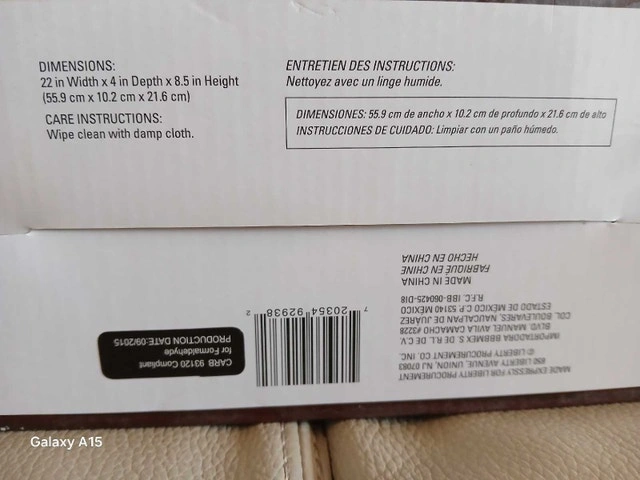 DIMENSIONS:
22 in Width x 4 in Depth x 8.5 in Height
(55.9 cm x 10.2 cm x 21.6 cm)
CARE INSTRUCTIONS:
Wipe clean with damp cloth.
ENTRETIEN DES INSTRUCTIONS:
Nettoyez avec un linge humide.
DIMENSIONES: 55.9 cm de ancho x 10.2 cm de profundo x 21.6 cm de alto
INSTRUCCIONES DE CUIDADO: Limpiar con un paño húmedo.
MADE EXPRESSLY FOR LIBERTY PROCUREMENT
650 LIBERTY AVENUE, UNION, NJ 07083
© LIBERTY PROCUREMENT CO. INC.
IMPORTADORA BBBMEX S. DE R.L. DE C.V.
BLVD. MANUEL AVILA CAMACHO #3228
COL. BOULEVARES, NAUCALPAN DE JUAREZ
ESTADO DE MÉXICO C.P. 53140 MÉXICO
R.F.C. IBB-060425-DI8
MADE IN CHINA
FABRIQUÉ EN CHINE
HECHO EN CHINA
7 20354 92938 2
CARB 93120 Compliant
for Formaldehyde
PRODUCTION DATE:09/2015
Galaxy A15